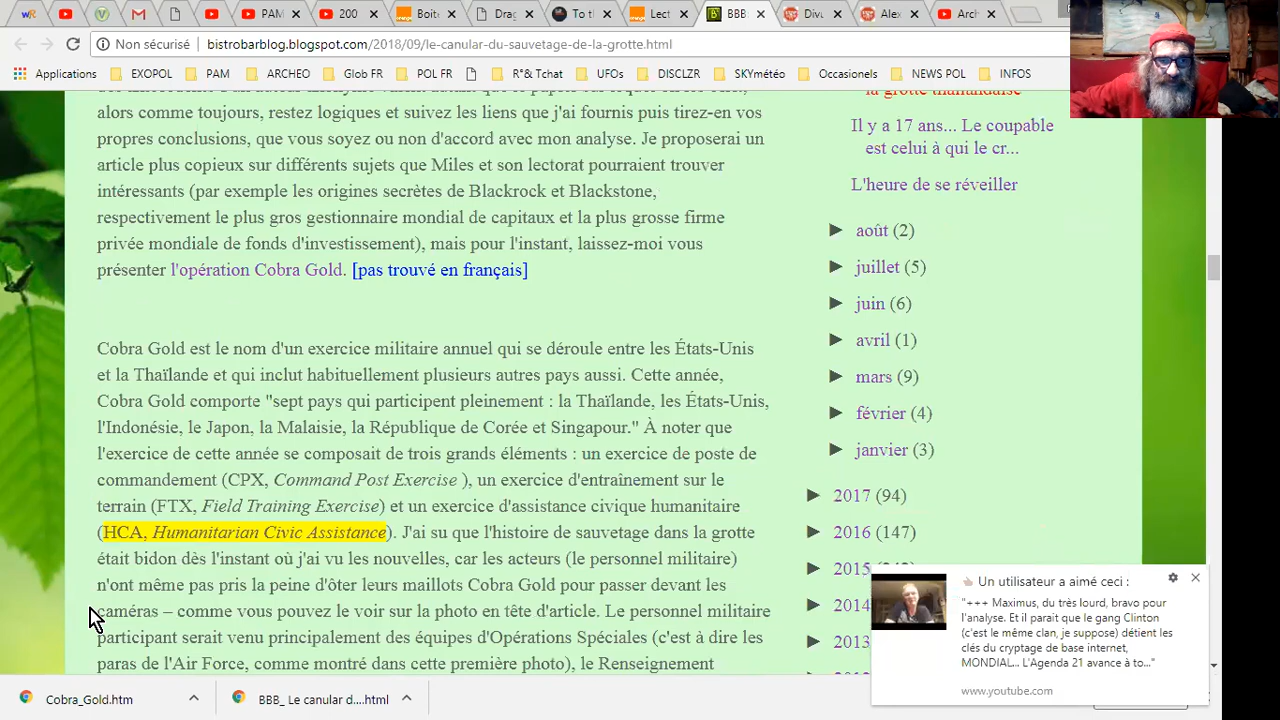 PAM
200
Boite
Drag
To th
Lect
BBB
Divu
Alex
Arch
Non sécurisé
bistrobarblog.blogspot.com/2018/09/le-canular-du-sauvetage-de-la-grotte.html
Applications
EXOPOL
PAM
ARCHEO
Glob FR
POL FR
R°& Tchat
UFOs
DISCLZR
SKYmétéo
Occasionels
NEWS POL
INFOS
alors comme toujours, restez logiques et suivez les liens que j'ai fournis puis tirez-en vos
propres conclusions, que vous soyez ou non d'accord avec mon analyse. Je proposerai un
article plus copieux sur différents sujets que Miles et son lectorat pourraient trouver
intéressants (par exemple les origines secrètes de Blackrock et Blackstone,
respectivement le plus gros gestionnaire mondial de capitaux et la plus grosse firme
privée mondiale de fonds d'investissement), mais pour l'instant, laissez-moi vous
présenter l'opération Cobra Gold. [pas trouvé en français]
Cobra Gold est le nom d'un exercice militaire annuel qui se déroule entre les États-Unis
et la Thaïlande et qui inclut habituellement plusieurs autres pays aussi. Cette année,
Cobra Gold comporte "sept pays qui participent pleinement : la Thaïlande, les États-Unis,
l'Indonésie, le Japon, la Malaisie, la République de Corée et Singapour." À noter que
l'exercice de cette année se composait de trois grands éléments : un exercice de poste de
commandement (CPX, Command Post Exercise ), un exercice d'entraînement sur le
terrain (FTX, Field Training Exercise) et un exercice d'assistance civique humanitaire
(HCA, Humanitarian Civic Assistance). J'ai su que l'histoire de sauvetage dans la grotte
était bidon dès l'instant où j'ai vu les nouvelles, car les acteurs (le personnel militaire)
n'ont même pas pris la peine d'ôter leurs maillots Cobra Gold pour passer devant les
caméras – comme vous pouvez le voir sur la photo en tête d'article. Le personnel militaire
participant serait venu principalement des équipes d'Opérations Spéciales (c'est à dire les
paras de l'Air Force, comme montré dans cette première photo), le Renseignement
la grotte thaïlandaise
Il y a 17 ans... Le coupable
est celui à qui le cr...
L'heure de se réveiller
► août (2)
► juillet (5)
► juin (6)
► avril (1)
► mars (9)
► février (4)
► janvier (3)
► 2017 (94)
► 2016 (147)
► 2015
► 2014
► 2013
Un utilisateur a aimé ceci :
"+++ Maximus, du très lourd, bravo pour
l'analyse. Et il parait que le gang Clinton
(c'est le même clan, je suppose) détient les
clés du cryptage de base internet,
MONDIAL... L'Agenda 21 avance à to..."
www.youtube.com
Cobra_Gold.htm
BBB_ Le canular d....html